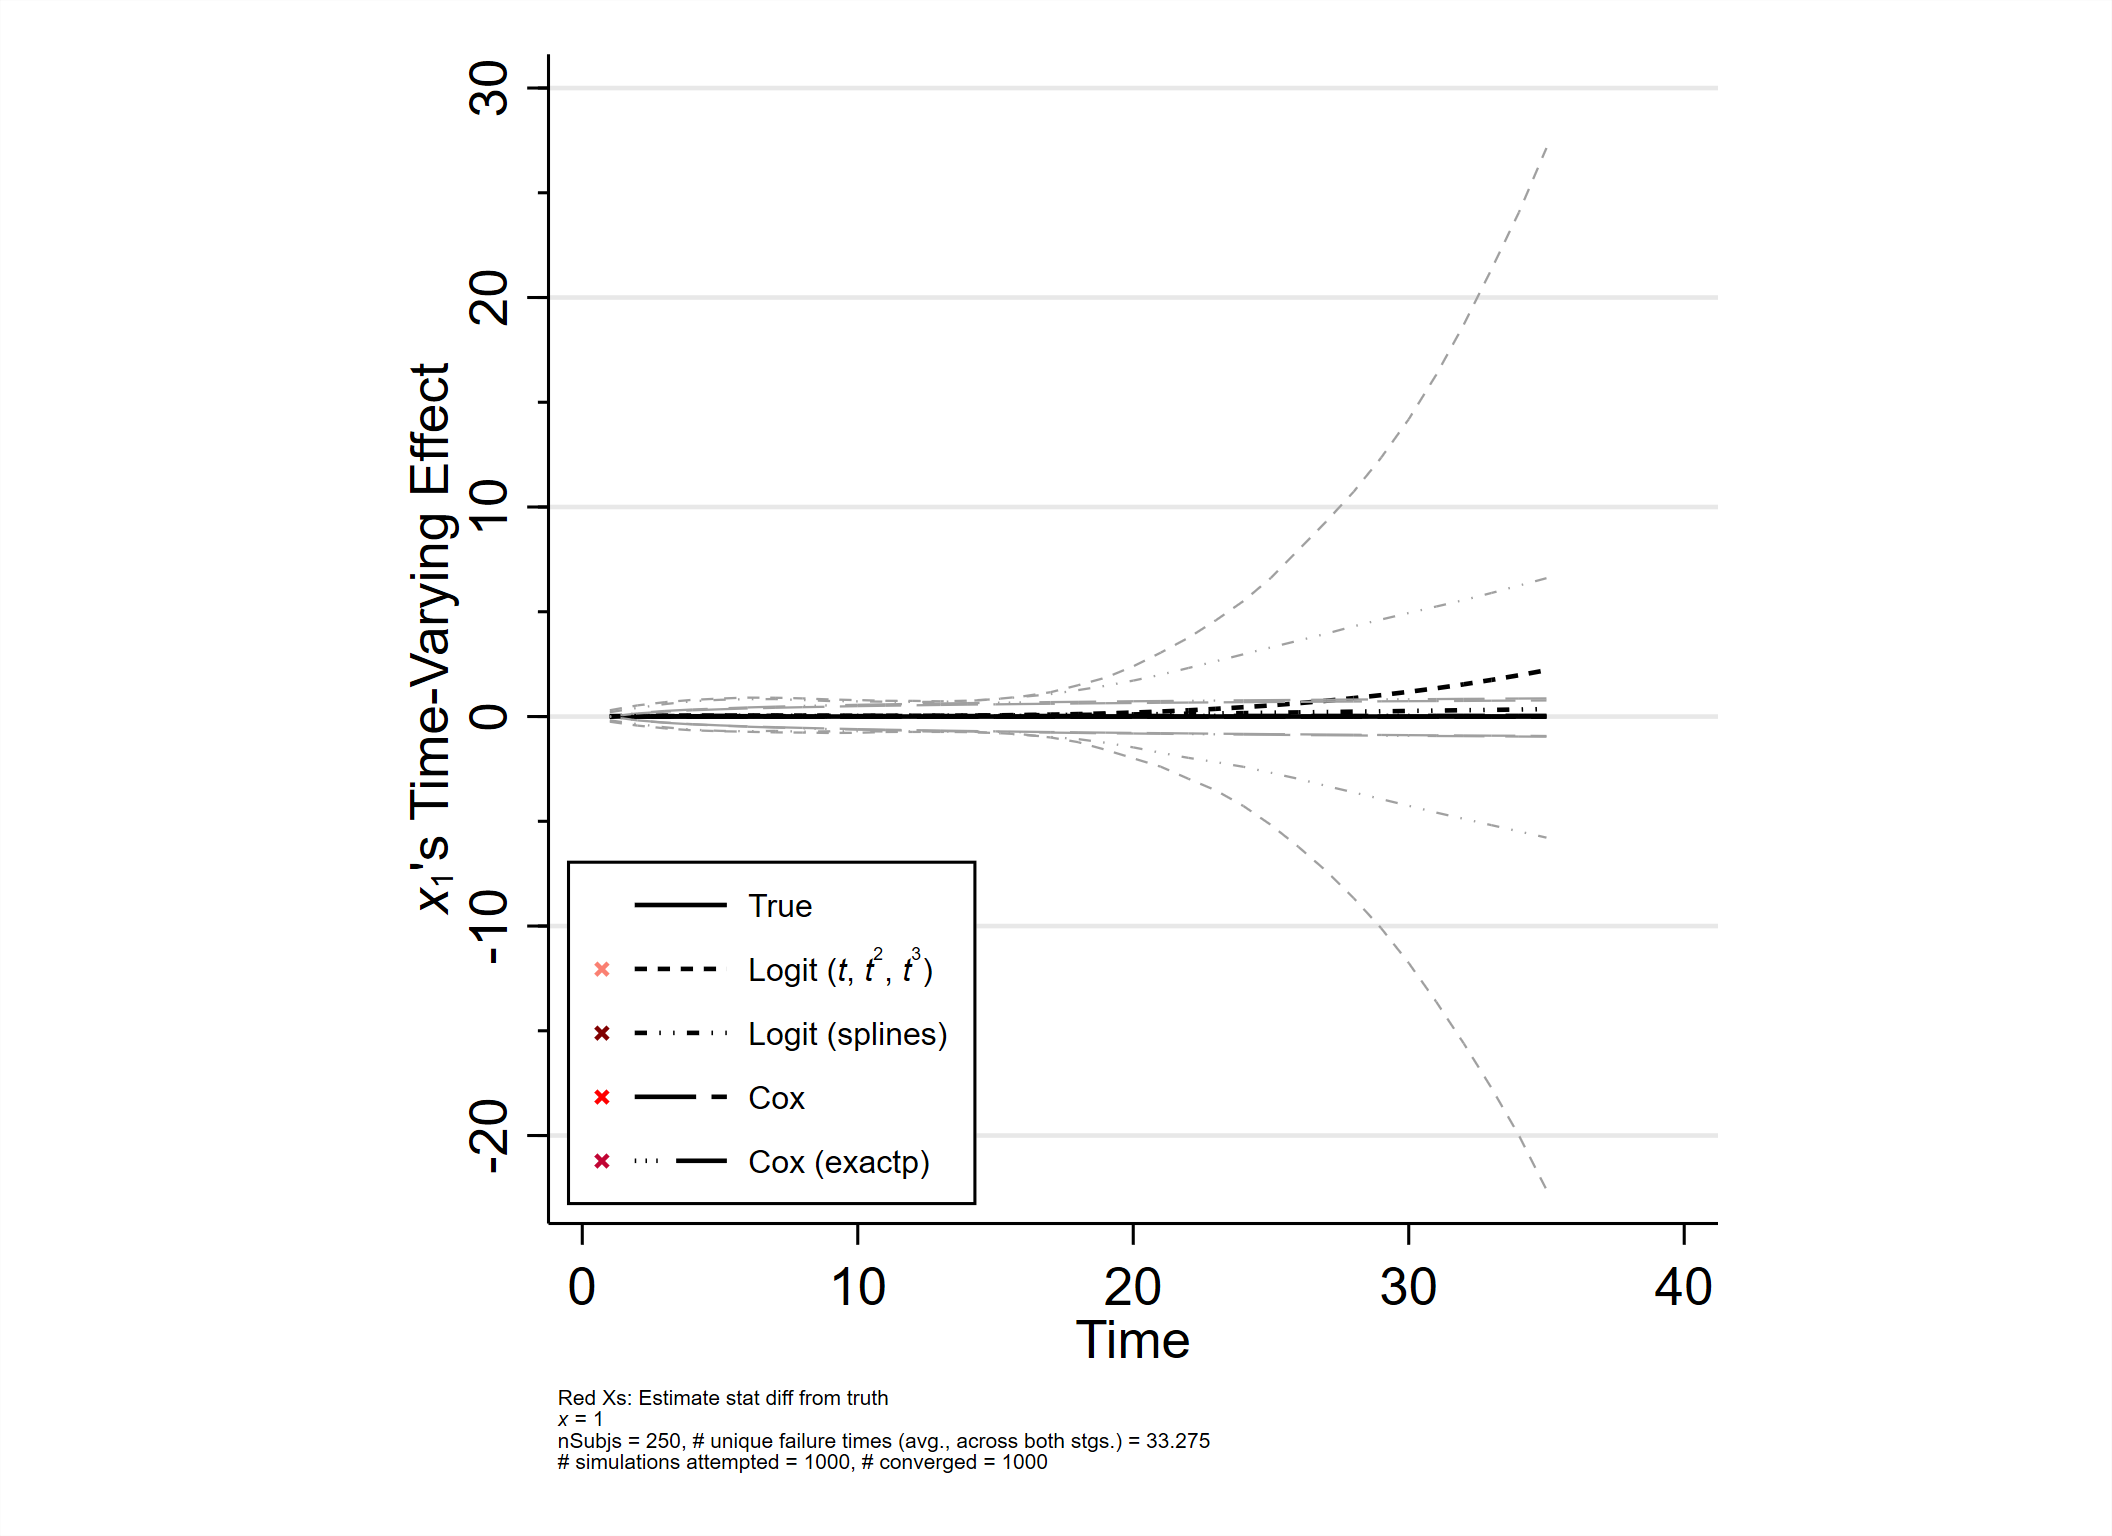 30
20
10
0
-10
-20
x₁'s Time-Varying Effect
True
Logit (t, t², t³)
Logit (splines)
Cox
Cox (exactp)
0 10 20 30 40
Time
Red Xs: Estimate stat diff from truth
x = 1
nSubjs = 250, # unique failure times (avg., across both stgs.) = 33.275
# simulations attempted = 1000, # converged = 1000